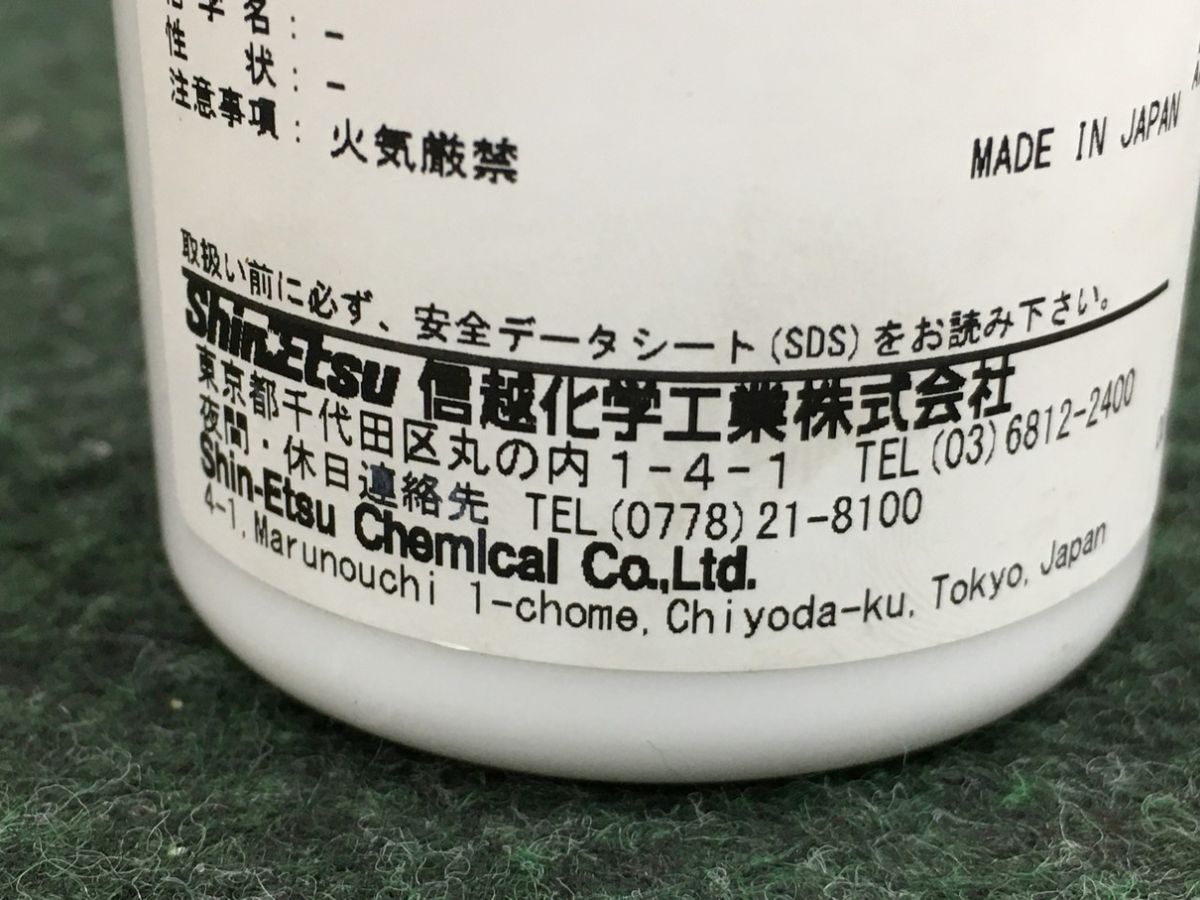 学名: -
性 状: -
注意事項: 火気厳禁
MADE IN JAPAN
取扱い前に必ず、安全データシート(SDS)をお読み下さい。
Shin-Etsu 信越化学工業株式会社
東京都千代田区丸の内1-4-1 TEL(03)6812-2400
夜間・休日連絡先 TEL(0778)21-8100
Shin-Etsu Chemical Co.,Ltd.
4-1, Marunouchi 1-chome, Chiyoda-ku, Tokyo, Japan